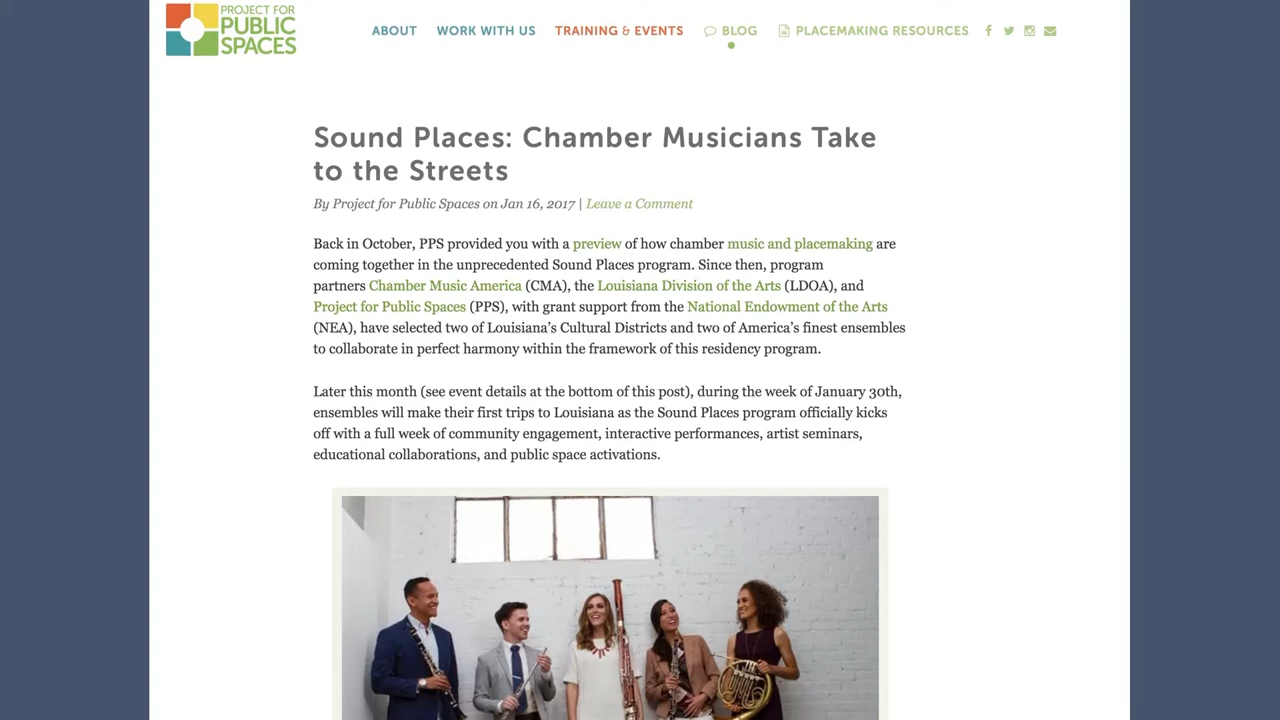 PROJECT FOR
PUBLIC
SPACES
ABOUT WORK WITH US TRAINING & EVENTS BLOG PLACEMAKING RESOURCES
Sound Places: Chamber Musicians Take
to the Streets
By Project for Public Spaces on Jan 16, 2017 | Leave a Comment
Back in October, PPS provided you with a preview of how chamber music and placemaking are
coming together in the unprecedented Sound Places program. Since then, program
partners Chamber Music America (CMA), the Louisiana Division of the Arts (LDOA), and
Project for Public Spaces (PPS), with grant support from the National Endowment of the Arts
(NEA), have selected two of Louisiana’s Cultural Districts and two of America’s finest ensembles
to collaborate in perfect harmony within the framework of this residency program.
Later this month (see event details at the bottom of this post), during the week of January 30th,
ensembles will make their first trips to Louisiana as the Sound Places program officially kicks
off with a full week of community engagement, interactive performances, artist seminars,
educational collaborations, and public space activations.